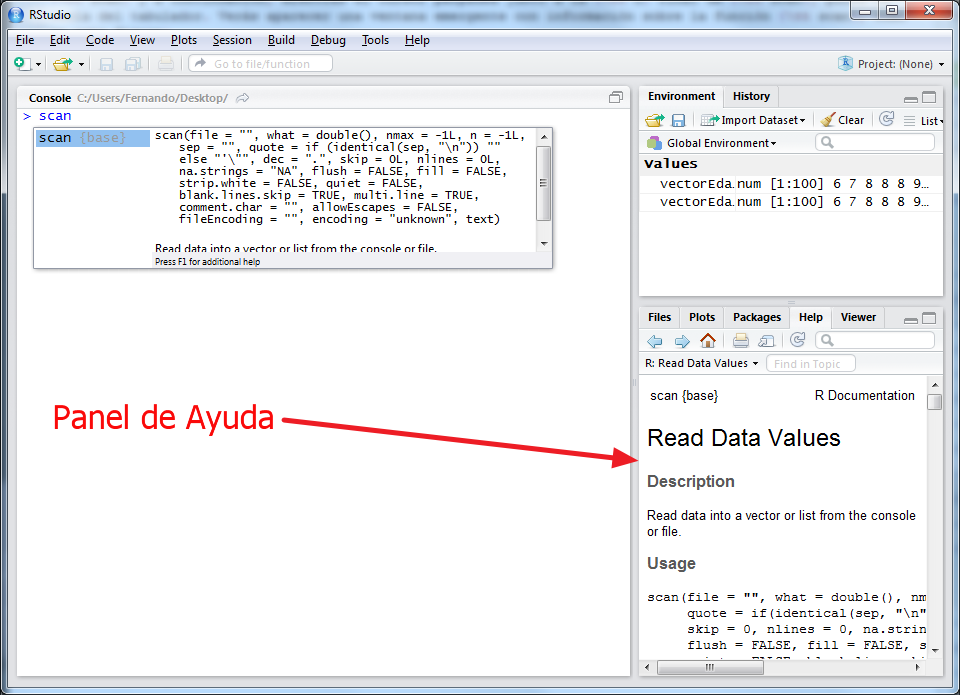 RStudio
File Edit Code View Plots Session Build Debug Tools Help
Go to file/function
Project: (None)
Console C:/Users/Fernando/Desktop/
> scan
scan {base}
scan(file = "", what = double(), nmax = -1L, n = -1L,
sep = "", quote = if (identical(sep, "\n")) ""
else "'\"", dec = ".", skip = 0L, nlines = 0L,
na.strings = "NA", flush = FALSE, fill = FALSE,
strip.white = FALSE, quiet = FALSE,
blank.lines.skip = TRUE, multi.line = TRUE,
comment.char = "", allowEscapes = FALSE,
fileEncoding = "", encoding = "unknown", text)
Read data into a vector or list from the console or file.
Press F1 for additional help
Panel de Ayuda
Environment History
Import Dataset Clear List
Global Environment
Values
vectorEda.num [1:100] 6 7 8 8 8 9…
vectorEda.num [1:100] 6 7 8 8 8 9…
Files Plots Packages Help Viewer
R: Read Data Values Find in Topic
scan {base} R Documentation
Read Data Values
Description
Read data into a vector or list from the console
or file.
Usage
scan(file = "", what = double(), nm
quote = if(identical(sep, "\n"
skip = 0, nlines = 0, na.strin
flush = FALSE, fill = FALSE, s